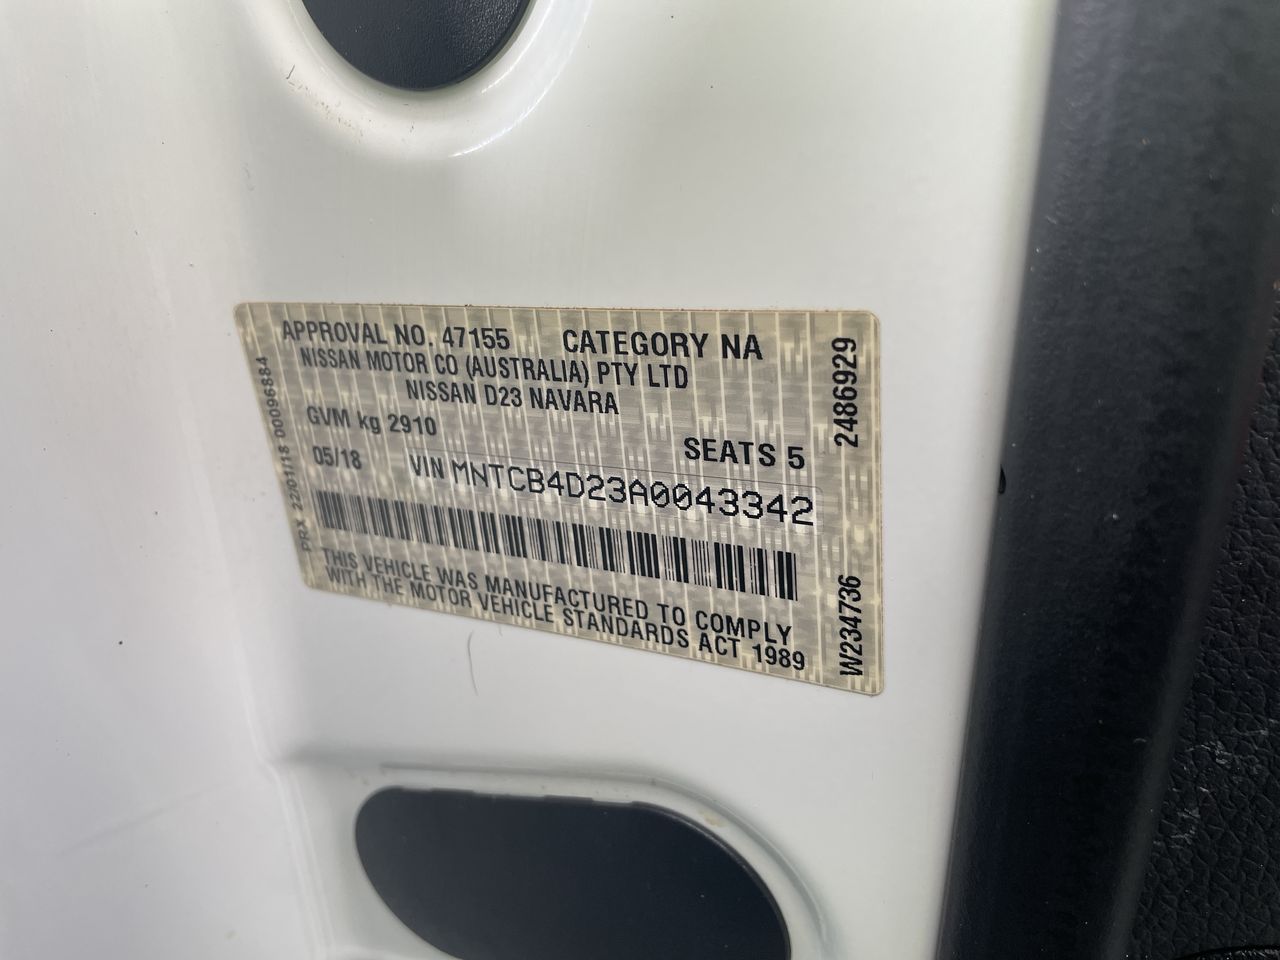 APPROVAL NO. 47155 CATEGORY NA
NISSAN MOTOR CO (AUSTRALIA) PTY LTD
NISSAN D23 NAVARA
GVM kg 2910
SEATS 5
05/18 VIN MNTCB4D23A0043342
THIS VEHICLE WAS MANUFACTURED TO COMPLY
WITH THE MOTOR VEHICLE STANDARDS ACT 1989
PRX 22/01/18 00096884
W234736 2486929